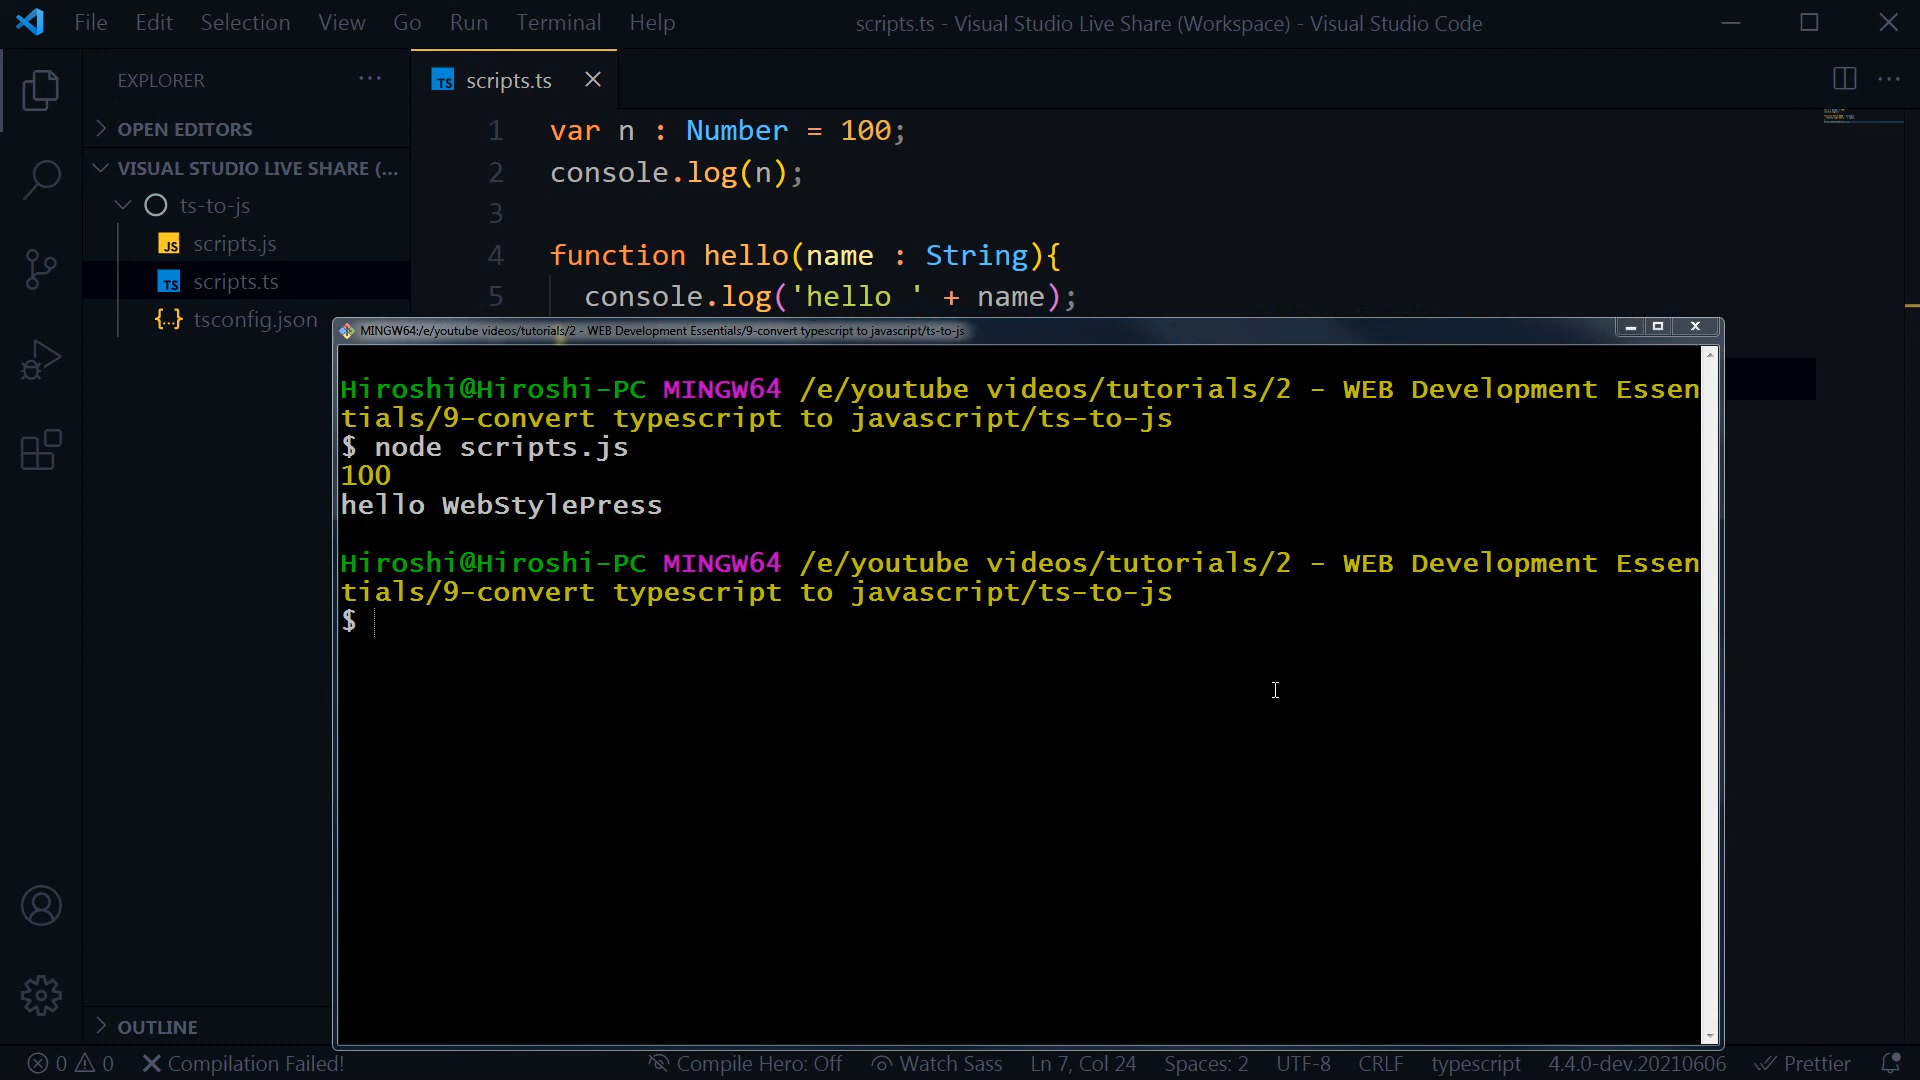 File Edit Selection View Go Run Terminal Help
scripts.ts - Visual Studio Live Share (Workspace) - Visual Studio Code
EXPLORER
OPEN EDITORS
VISUAL STUDIO LIVE SHARE (...
ts-to-js
JS scripts.js
TS scripts.ts
{..} tsconfig.json
OUTLINE
TS scripts.ts
1 var n : Number = 100;
2 console.log(n);
3
4 function hello(name : String){
5 console.log('hello ' + name);
MINGW64:/e/youtube videos/tutorials/2 - WEB Development Essentials/9-convert typescript to javascript/ts-to-js
Hiroshi@Hiroshi-PC MINGW64 /e/youtube videos/tutorials/2 - WEB Development Essen
tials/9-convert typescript to javascript/ts-to-js
$ node scripts.js
100
hello WebStylePress
Hiroshi@Hiroshi-PC MINGW64 /e/youtube videos/tutorials/2 - WEB Development Essen
tials/9-convert typescript to javascript/ts-to-js
$
0 0 Compilation Failed! Compile Hero: Off Watch Sass Ln 7, Col 24 Spaces: 2 UTF-8 CRLF typescript 4.4.0-dev.20210606 Prettier